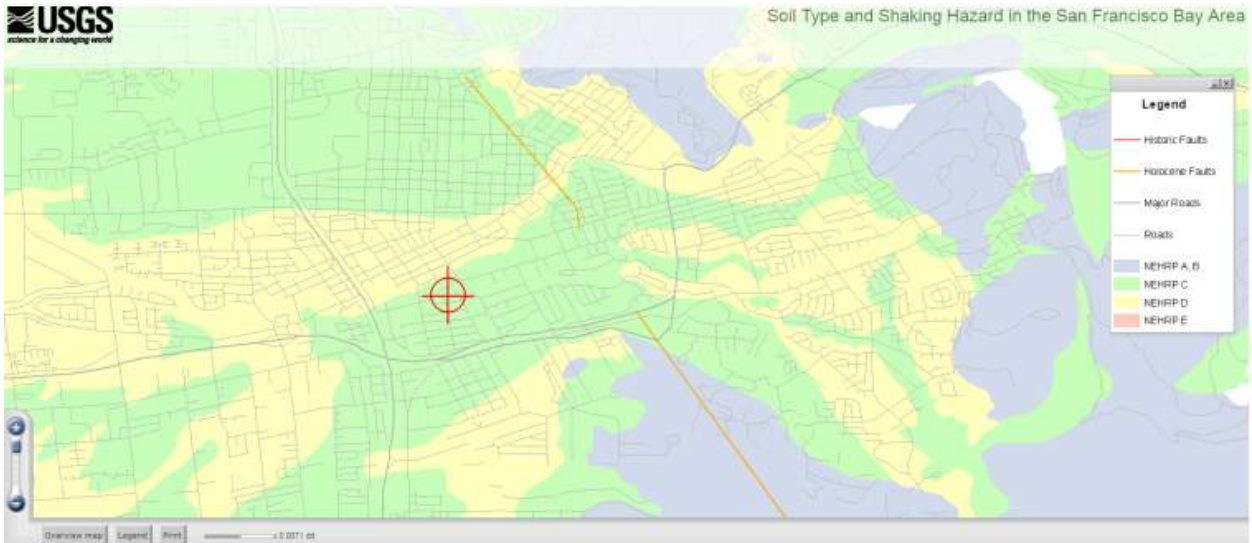 USGS
science for a changing world
Soil Type and Shaking Hazard in the San Francisco Bay Area
Legend
Historic Faults
Holocene Faults
Major Roads
Roads
NEHRP A, B
NEHRP C
NEHRP D
NEHRP E
Overview map Legend Print